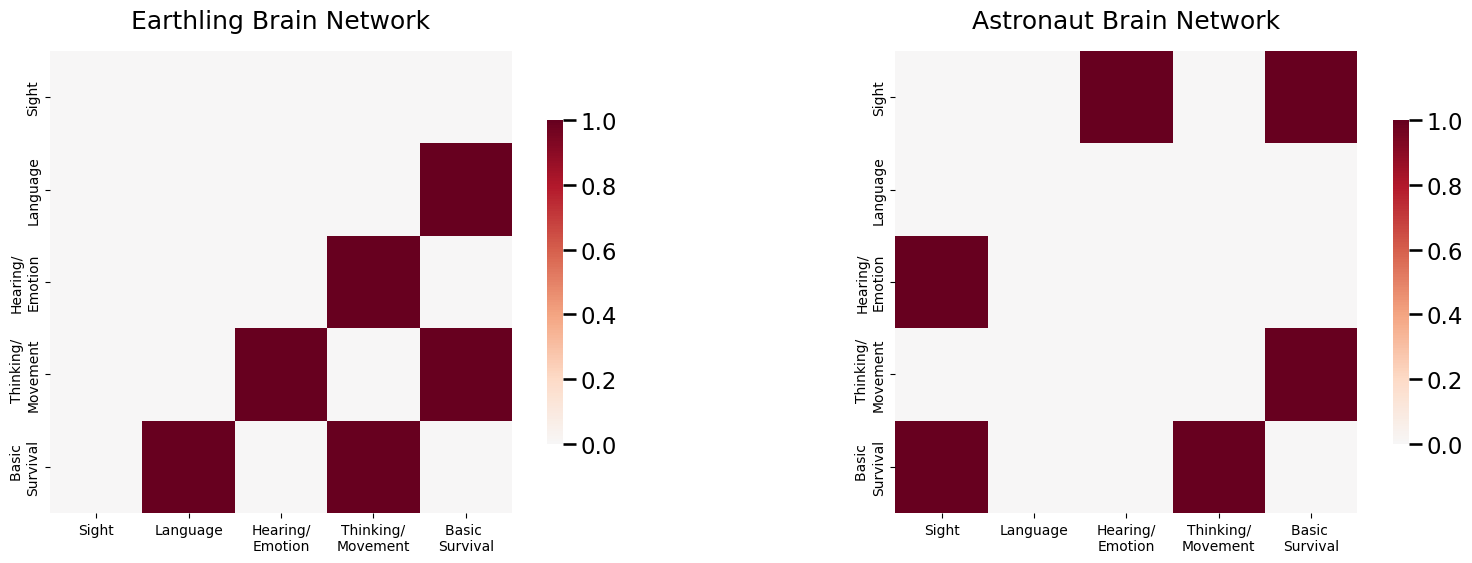 Earthling Brain Network
Sight
Language
Hearing/
Emotion
Thinking/
Movement
Basic
Survival
Sight
Language
Hearing/
Emotion
Thinking/
Movement
Basic
Survival
1.0
0.8
0.6
0.4
0.2
0.0
Astronaut Brain Network
Sight
Language
Hearing/
Emotion
Thinking/
Movement
Basic
Survival
Sight
Language
Hearing/
Emotion
Thinking/
Movement
Basic
Survival
1.0
0.8
0.6
0.4
0.2
0.0